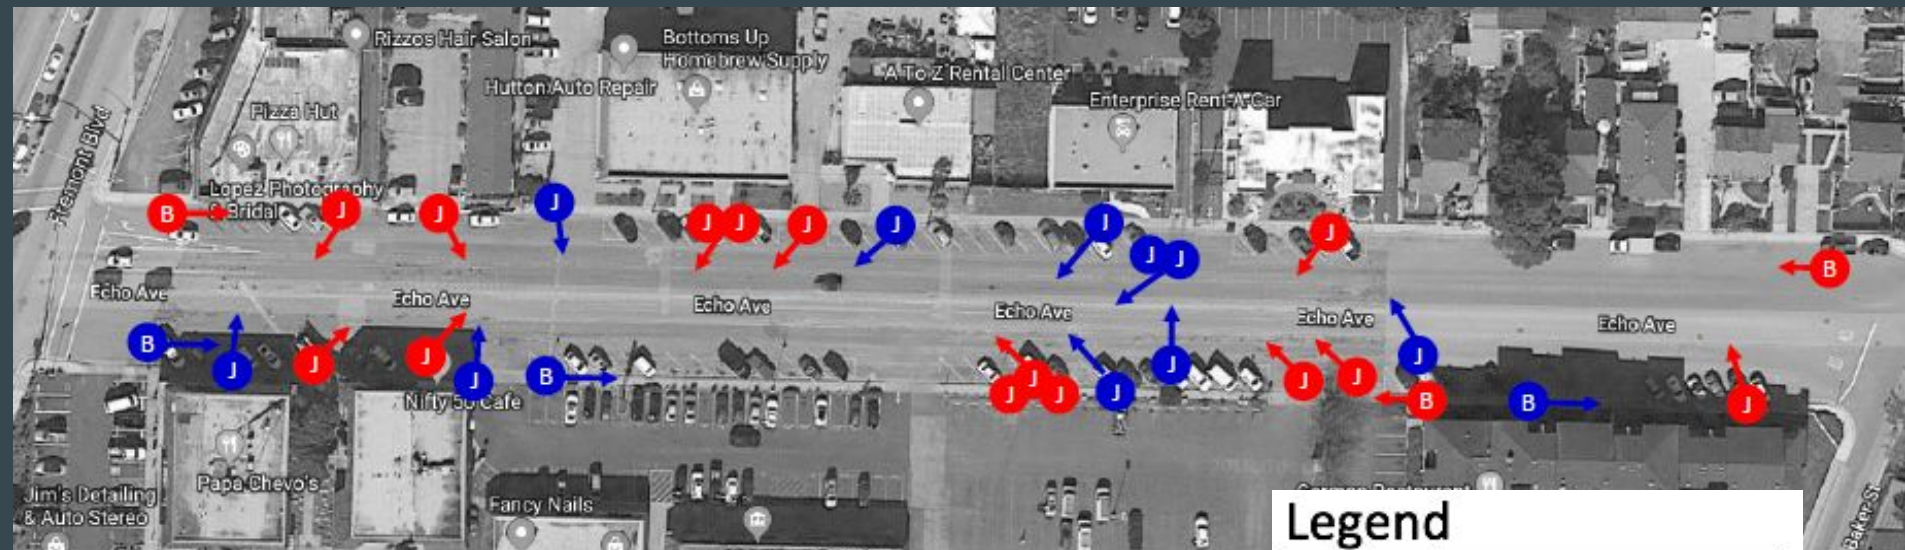 Rizzos Hair Salon
Bottoms Up
Homebrew Supply
Hutton Auto Repair
A To Z Rental Center
Enterprise Rent-A-Car
Pizza Hut
Fremont Blvd
Lopez Photography
& Bridal
B
J
J
J
J
J
J
J
J
J
J
J
B
Echo Ave
Echo Ave
Echo Ave
Echo Ave
Echo Ave
Echo Ave
B
J
J
J
J
B
J
J
J
J
J
J
J
J
B
B
J
Nifty 50 Cafe
Papa Chevo's
Jim's Detailing
& Auto Stereo
Fancy Nails
German Restaurant
Baker St
Legend